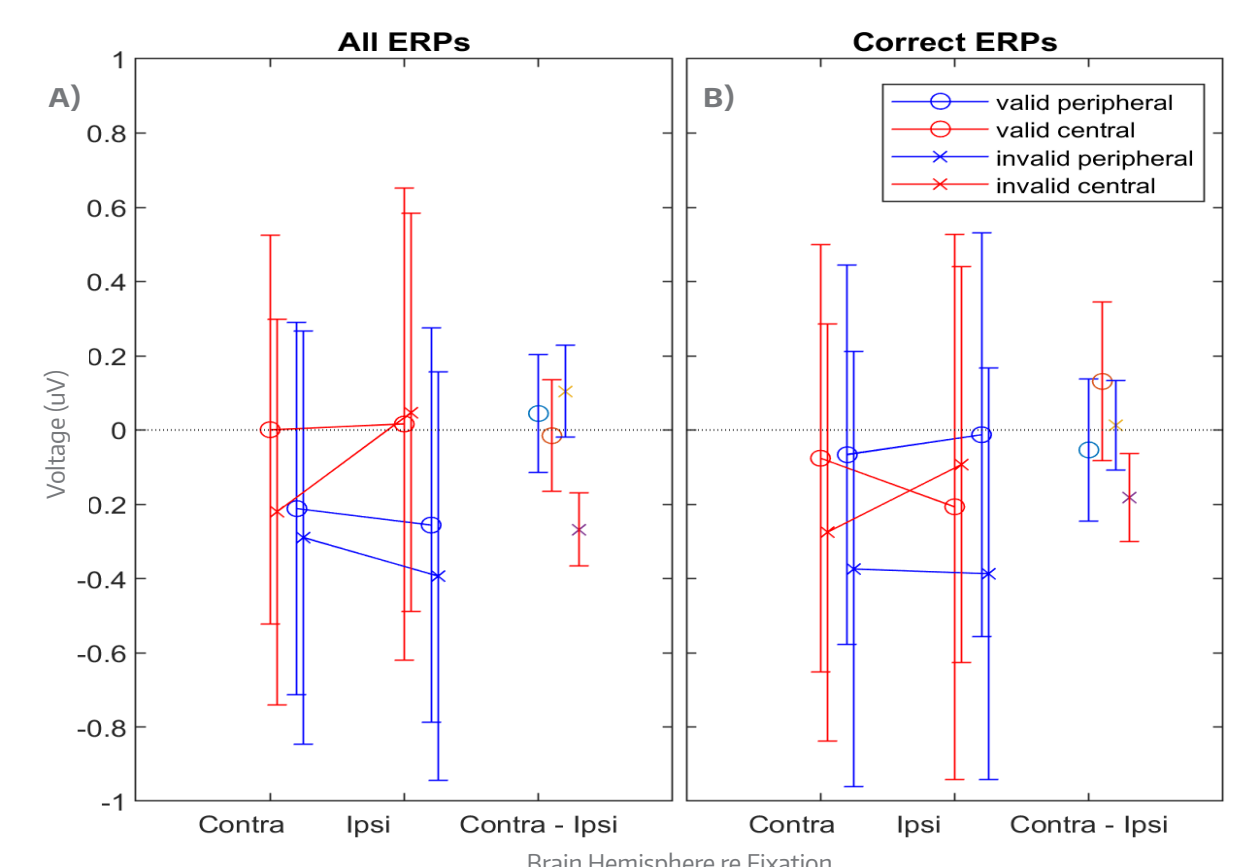 All ERPs
Correct ERPs
A)
B)
valid peripheral
valid central
invalid peripheral
invalid central
1
0.8
0.6
0.4
0.2
0
0.2
-0.4
-0.6
-0.8
-1
Voltage (uV)
Contra Ipsi Contra - Ipsi
Contra Ipsi Contra - Ipsi
Brain Hemisphere re Fixation